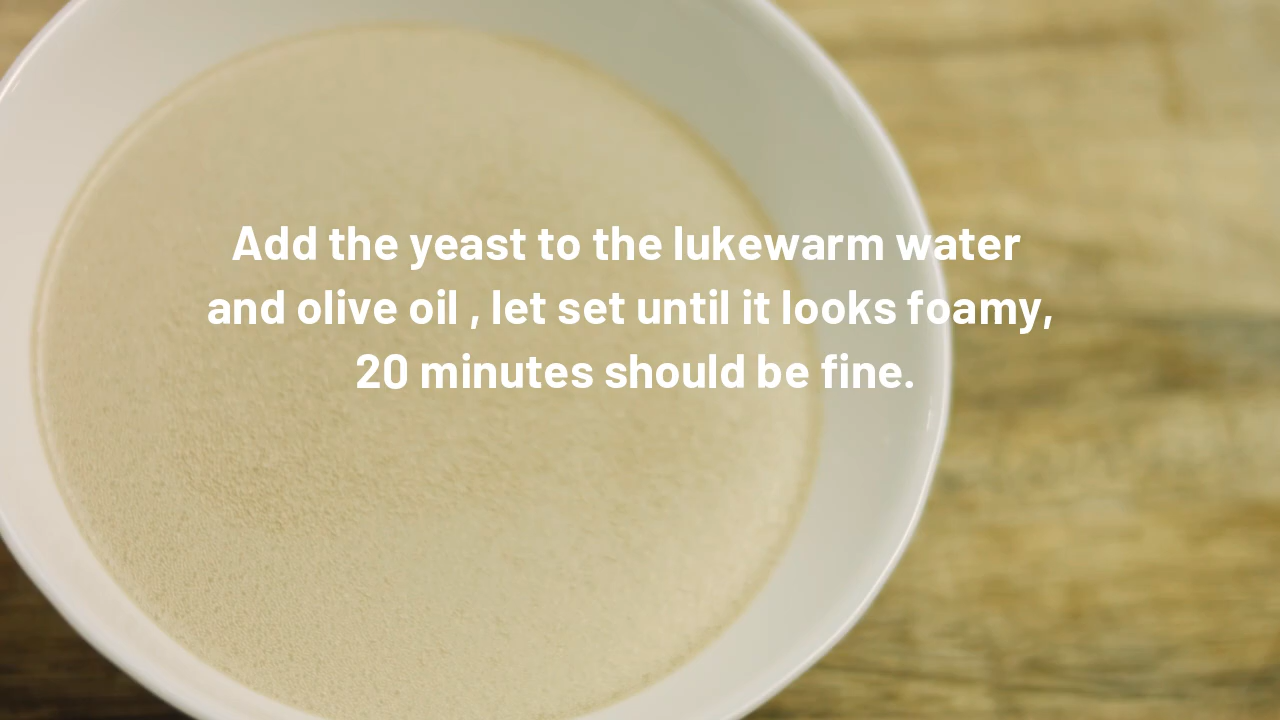 Add the yeast to the lukewarm water
and olive oil , let set until it looks foamy,
20 minutes should be fine.